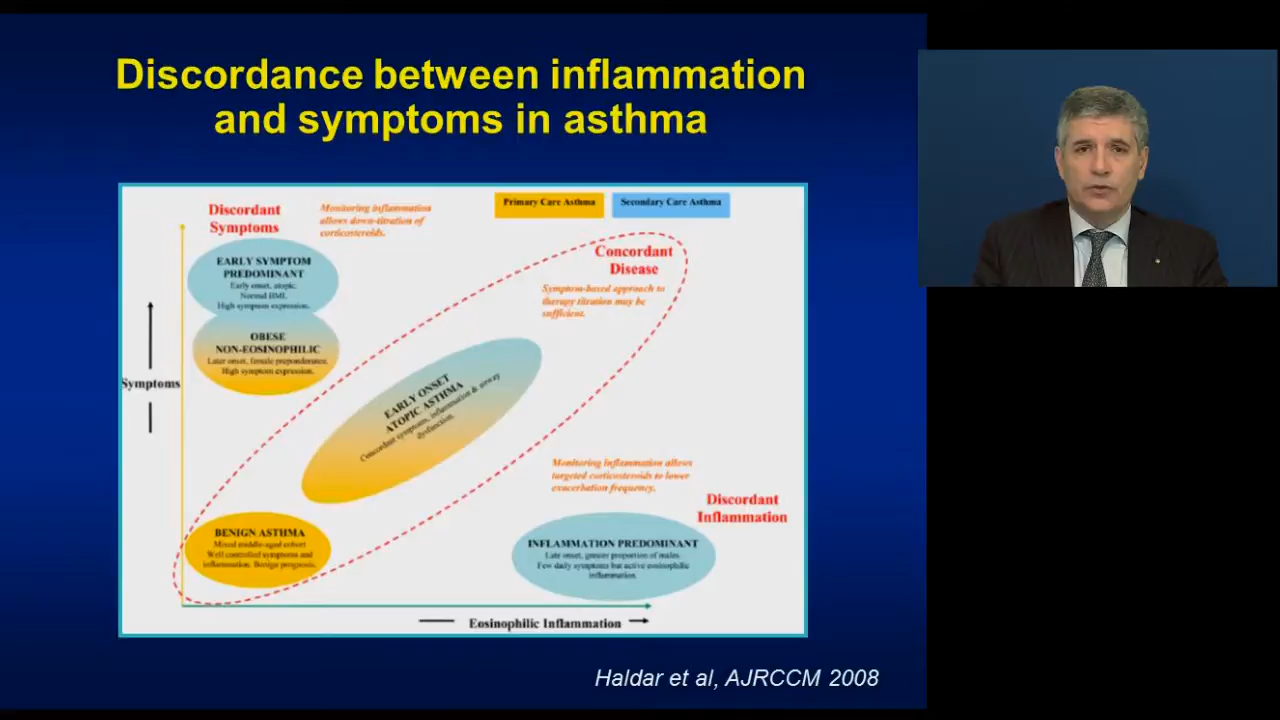 Discordance between inflammation
and symptoms in asthma
Discordant
Symptoms
Monitoring inflammation
allows down-titration of
corticosteroids.
Primary Care Asthma
Secondary Care Asthma
EARLY SYMPTOM
PREDOMINANT
Early onset, atopic.
Normal BMI.
High symptom expression.
OBESE
NON-EOSINOPHILIC
Later onset, female preponderance.
High symptom expression.
Concordant
Disease
Symptom-based approach to
therapy titration may be
sufficient.
Symptoms
EARLY ONSET
ATOPIC ASTHMA
Concordant symptoms, inflammation & airway
dysfunction.
Monitoring inflammation allows
targeted corticosteroids to lower
exacerbation frequency.
Discordant
Inflammation
BENIGN ASTHMA
Mixed middle-aged cohort
Well controlled symptoms and
inflammation. Benign prognosis.
INFLAMMATION PREDOMINANT
Late onset, greater proportion of males.
Few daily symptoms but active eosinophilic
inflammation.
Eosinophilic Inflammation
Haldar et al, AJRCCM 2008